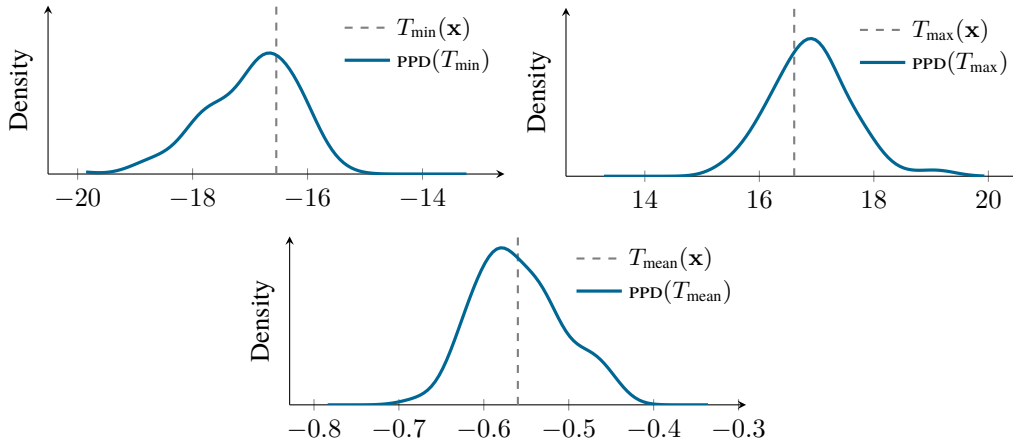 Density
T_min(x)
PPD(T_min)
−20 −18 −16 −14
Density
T_max(x)
PPD(T_max)
14 16 18 20
Density
T_mean(x)
PPD(T_mean)
−0.8 −0.7 −0.6 −0.5 −0.4 −0.3